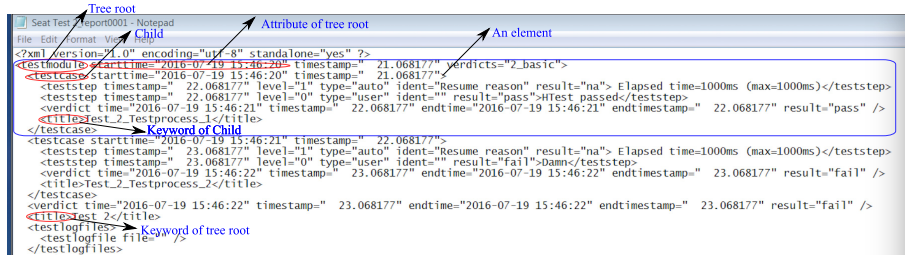 Tree root
Seat Test 2_report0001 - Notepad
Attribute of tree root
File Edit Format View Help
Child
An element
<?xml version="1.0" encoding="utf-8" standalone="yes" ?>
<testmodule starttime="2016-07-19 15:46:20" timestamp="  21.068177" verdicts="2_basic">
<testcase starttime="2016-07-19 15:46:20" timestamp="  21.068177">
<teststep timestamp="  22.068177" level="1" type="auto" ident="Resume reason" result="na"> Elapsed time=1000ms (max=1000ms)</teststep>
<teststep timestamp="  22.068177" level="0" type="user" ident="" result="pass">HTest passed</teststep>
<verdict time="2016-07-19 15:46:21" timestamp="  22.068177" endtime="2016-07-19 15:46:21" endtimestamp="  22.068177" result="pass" />
<title>Test_2_Testprocess_1</title>
</testcase>
Keyword of Child
<testcase starttime="2016-07-19 15:46:21" timestamp="  22.068177">
<teststep timestamp="  23.068177" level="1" type="auto" ident="Resume reason" result="na"> Elapsed time=1000ms (max=1000ms)</teststep>
<teststep timestamp="  23.068177" level="0" type="user" ident="" result="fail">Damn</teststep>
<verdict time="2016-07-19 15:46:22" timestamp="  23.068177" endtime="2016-07-19 15:46:22" endtimestamp="  23.068177" result="fail" />
<title>Test_2_Testprocess_2</title>
</testcase>
<verdict time="2016-07-19 15:46:22" timestamp="  23.068177" endtime="2016-07-19 15:46:22" endtimestamp="  23.068177" result="fail" />
<title>Test 2</title>
<testlogfiles>
Keyword of tree root
<testlogfile file="" />
</testlogfiles>